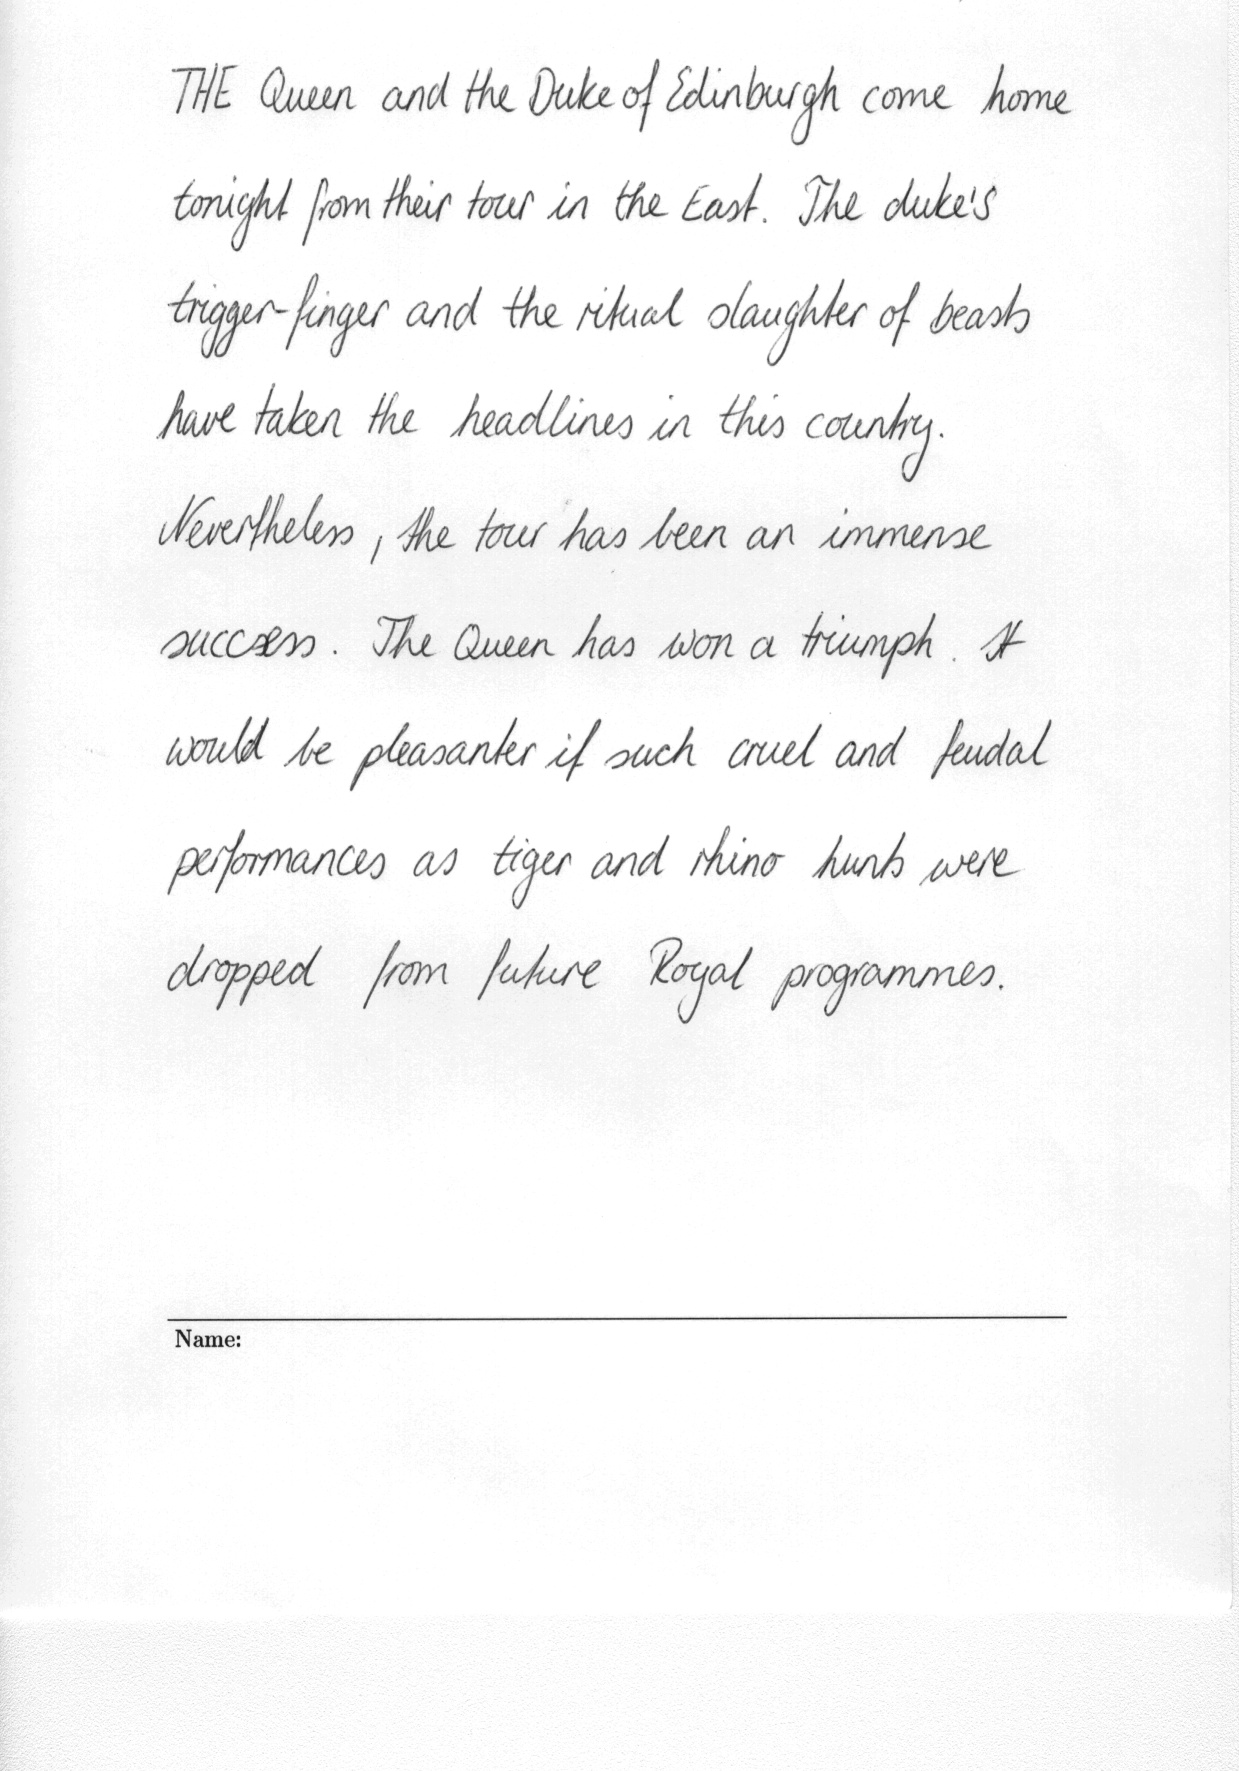 THE Queen and the Duke of Edinburgh come home
tonight from their tour in the East. The duke's
trigger-finger and the ritual slaughter of beasts
have taken the headlines in this country.
Nevertheless, the tour has been an immense
success. The Queen has won a triumph. It
would be pleasanter if such cruel and feudal
performances as tiger and rhino hunts were
dropped from future Royal programmes.
Name: